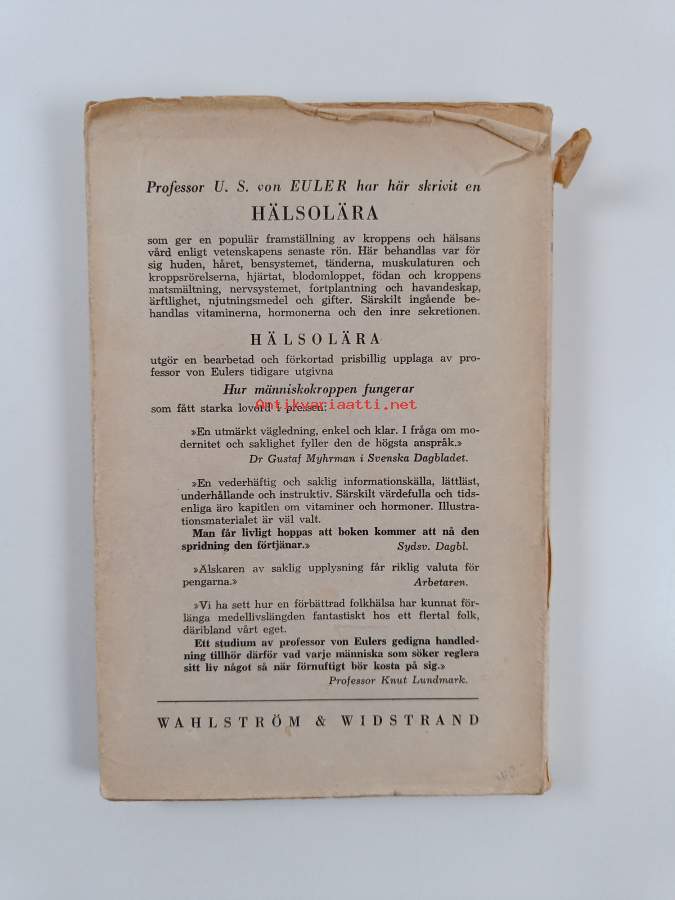 Professor U. S. von EULER har här skrivit en
HÄLSOLÄRA
som ger en populär framställning av kroppens och hälsans
vård enligt vetenskapens senaste rön. Här behandlas var för
sig huden, håret, bensystemet, tänderna, muskulaturen och
kroppsrörelserna, hjärtat, blodomloppet, födan och kroppens
matsmältning, nervsystemet, fortplantning och havandeskap,
ärftlighet, njutningsmedel och gifter. Särskilt ingående be-
handlas vitaminerna, hormonerna och den inre sekretionen.
HÄLSOLÄRA
utgör en bearbetad och förkortad prisbillig upplaga av pro-
fessor von Eulers tidigare utgivna
Hur människokroppen fungerar
Antikvariaatti.net
som fått starka lovord i pressen:
»En utmärkt vägledning, enkel och klar. I fråga om mo-
dernitet och saklighet fyller den de högsta anspråk.»
Dr Gustaf Myhrman i Svenska Dagbladet.
»En vederhäftig och saklig informationskälla, lättläst,
underhållande och instruktiv. Särskilt värdefulla och tids-
enliga äro kapitlen om vitaminer och hormoner. Illustra-
tionsmaterialet är väl valt.
Man får livligt hoppas att boken kommer att nå den
spridning den förtjänar.» Sydsv. Dagbl.
»Älskaren av saklig upplysning får riklig valuta för
pengarna.» Arbetaren.
»Vi ha sett hur en förbättrad folkhälsa har kunnat för-
länga medellivslängden fantastiskt hos ett flertal folk,
däribland vårt eget.
Ett studium av professor von Eulers gedigna handled-
ning tillhör därför vad varje människa som söker reglera
sitt liv något så när förnuftigt bör kosta på sig.»
Professor Knut Lundmark.
WAHLSTRÖM & WIDSTRAND